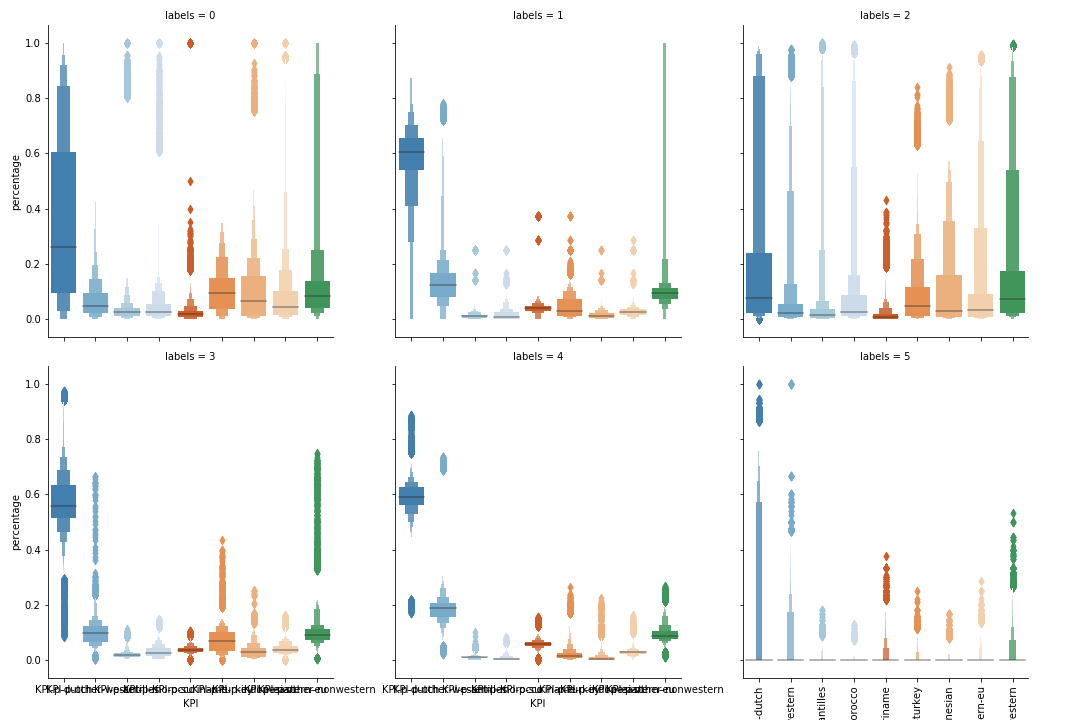 labels = 0
labels = 1
labels = 2
1.0
0.8
0.6
0.4
0.2
0.0
percentage
labels = 3
labels = 4
labels = 5
1.0
0.8
0.6
0.4
0.2
0.0
percentage
KPI
KPI
-dutch
vestern
antilles
orocco
riname
turkey
nesian
ern-eu
estern